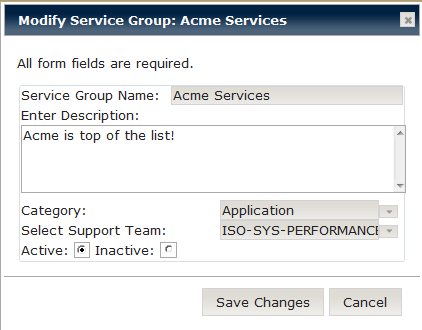 Modify Service Group: Acme Services
All form fields are required.
Service Group Name: Acme Services
Enter Description:
Acme is top of the list!
Category: Application
Select Support Team: ISO-SYS-PERFORMANCE
Active: Inactive:
Save Changes Cancel